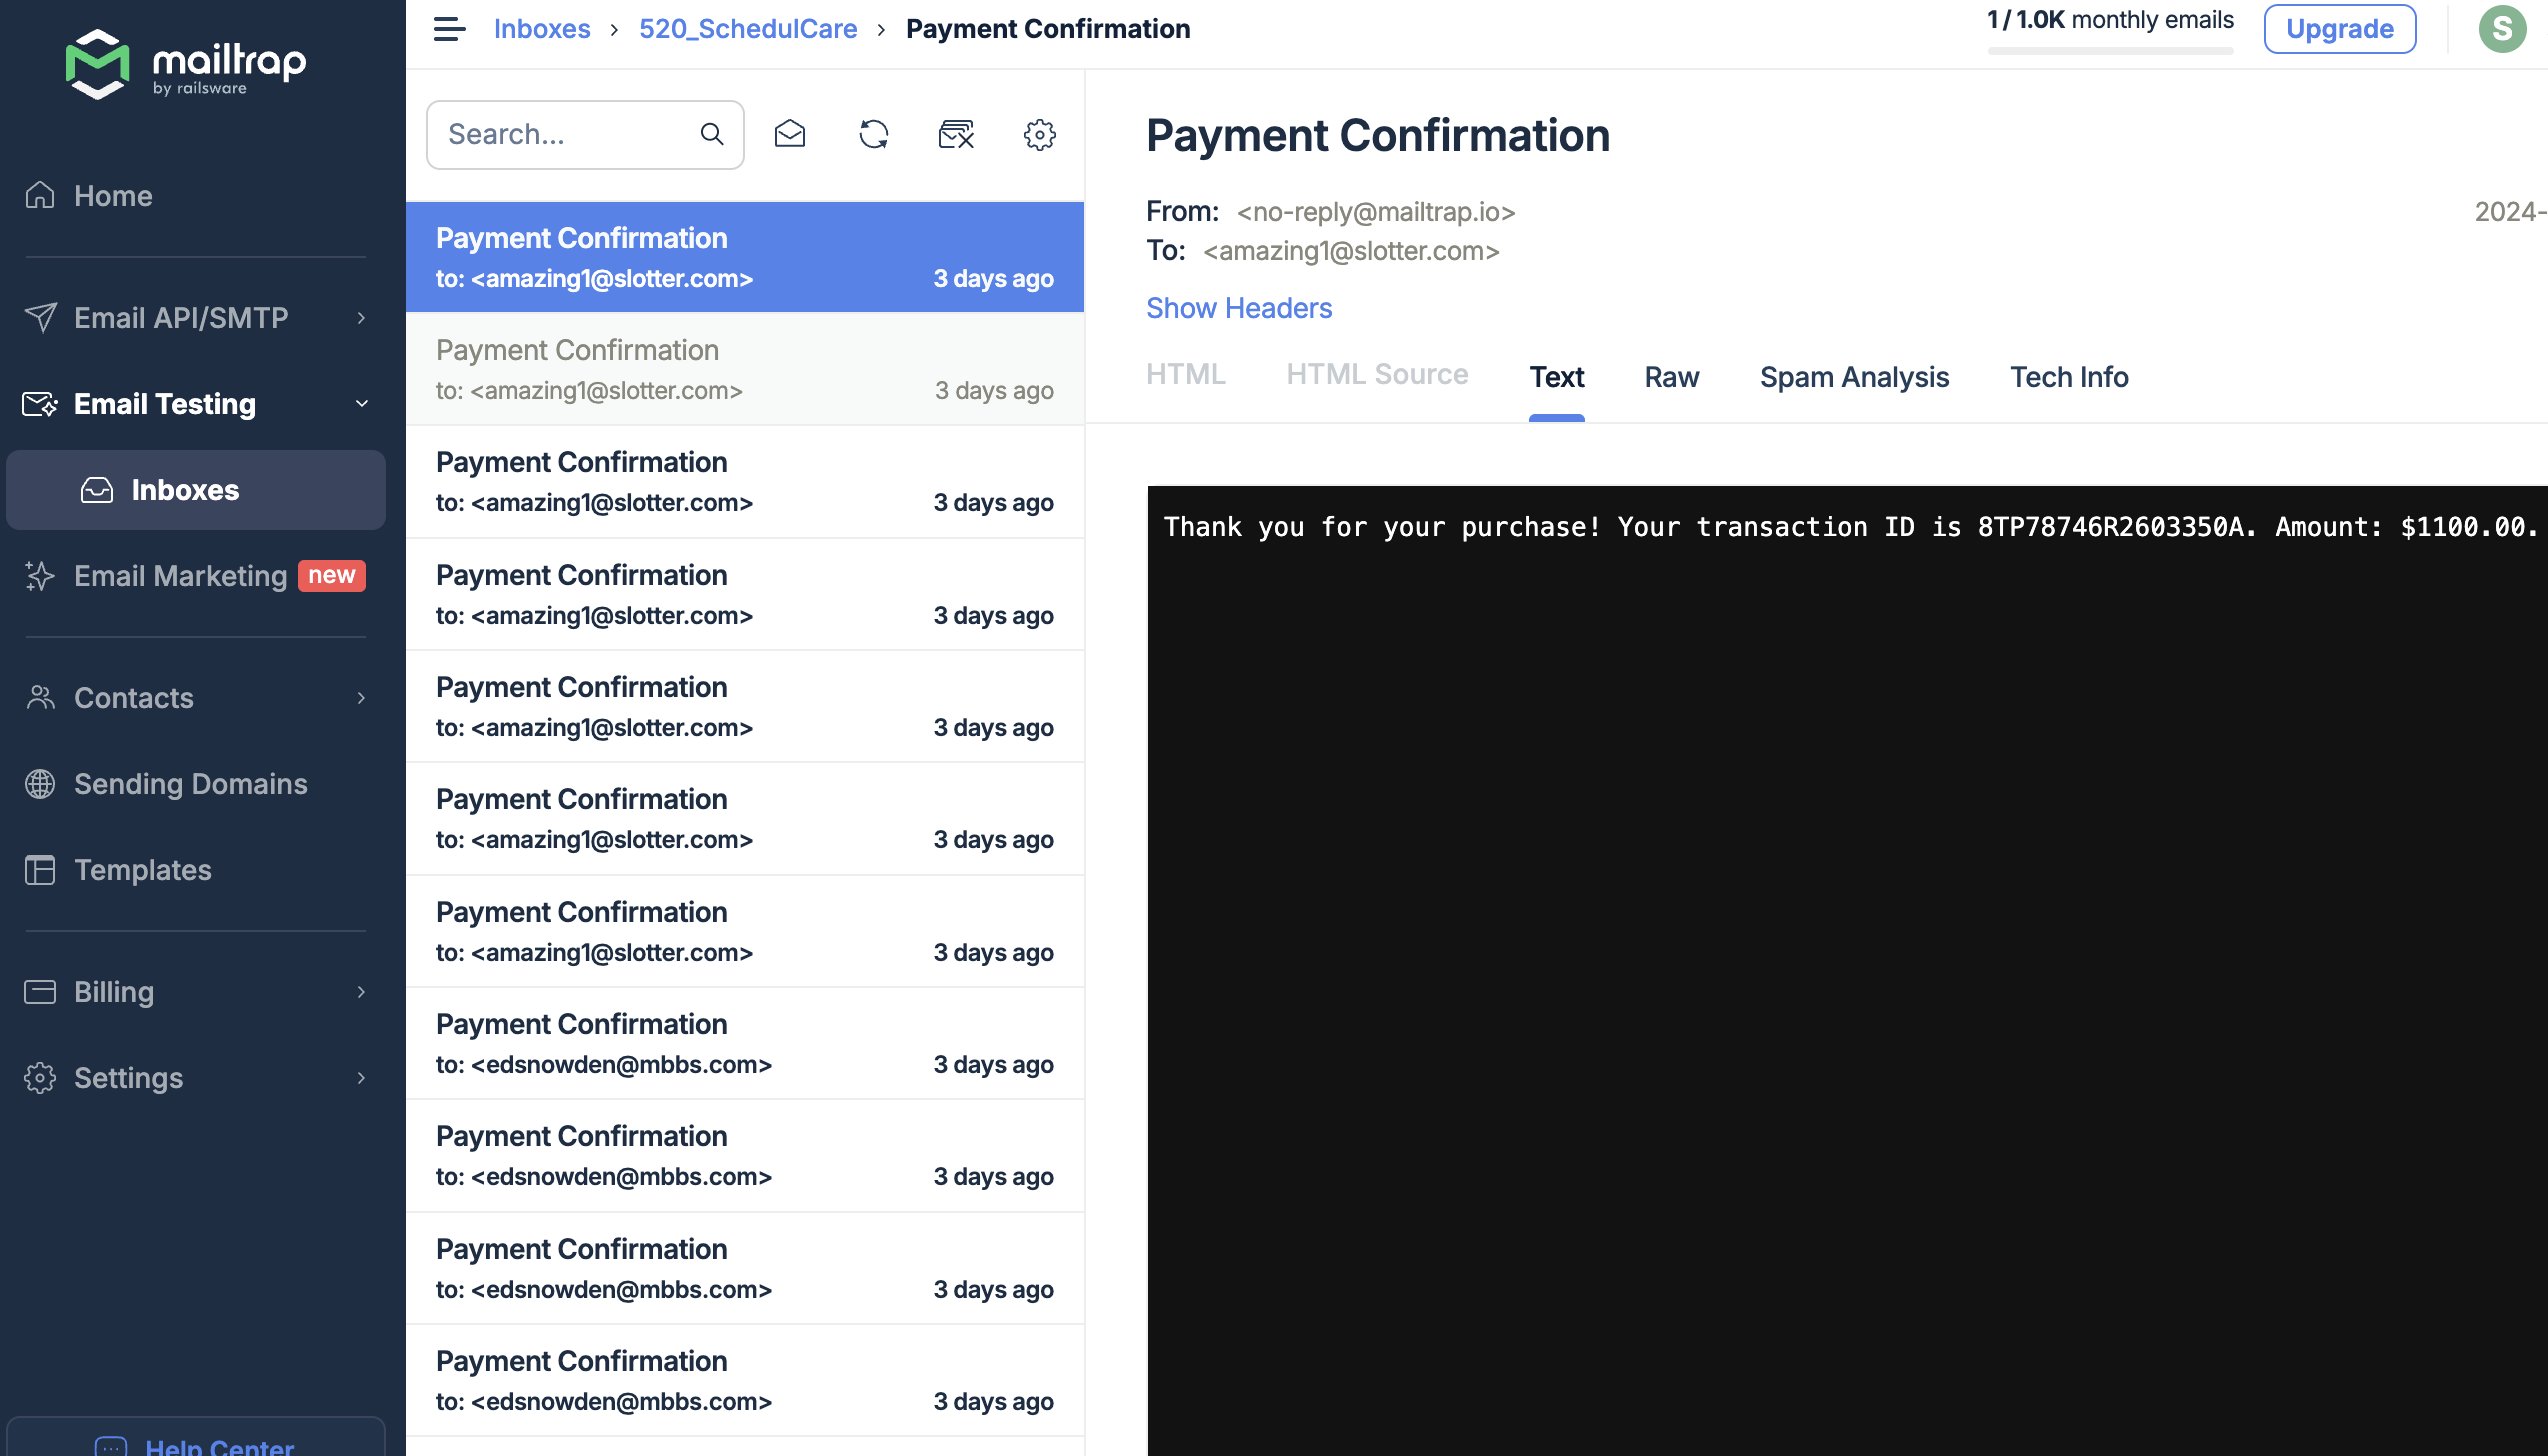 mailtrap
by railsware
Home
Email API/SMTP
Email Testing
Inboxes
Email Marketing new
Contacts
Sending Domains
Templates
Billing
Settings
Help Center
Inboxes › 520_SchedulCare › Payment Confirmation
1 / 1.0K monthly emails
Upgrade
S
Search...
Payment Confirmation
to: <amazing1@slotter.com> 3 days ago
Payment Confirmation
to: <amazing1@slotter.com> 3 days ago
Payment Confirmation
to: <amazing1@slotter.com> 3 days ago
Payment Confirmation
to: <amazing1@slotter.com> 3 days ago
Payment Confirmation
to: <amazing1@slotter.com> 3 days ago
Payment Confirmation
to: <amazing1@slotter.com> 3 days ago
Payment Confirmation
to: <amazing1@slotter.com> 3 days ago
Payment Confirmation
to: <edsnowden@mbbs.com> 3 days ago
Payment Confirmation
to: <edsnowden@mbbs.com> 3 days ago
Payment Confirmation
to: <edsnowden@mbbs.com> 3 days ago
Payment Confirmation
to: <edsnowden@mbbs.com> 3 days ago
Payment Confirmation
From: <no-reply@mailtrap.io> 2024-
To: <amazing1@slotter.com>
Show Headers
HTML HTML Source Text Raw Spam Analysis Tech Info
Thank you for your purchase! Your transaction ID is 8TP78746R2603350A. Amount: $1100.00.